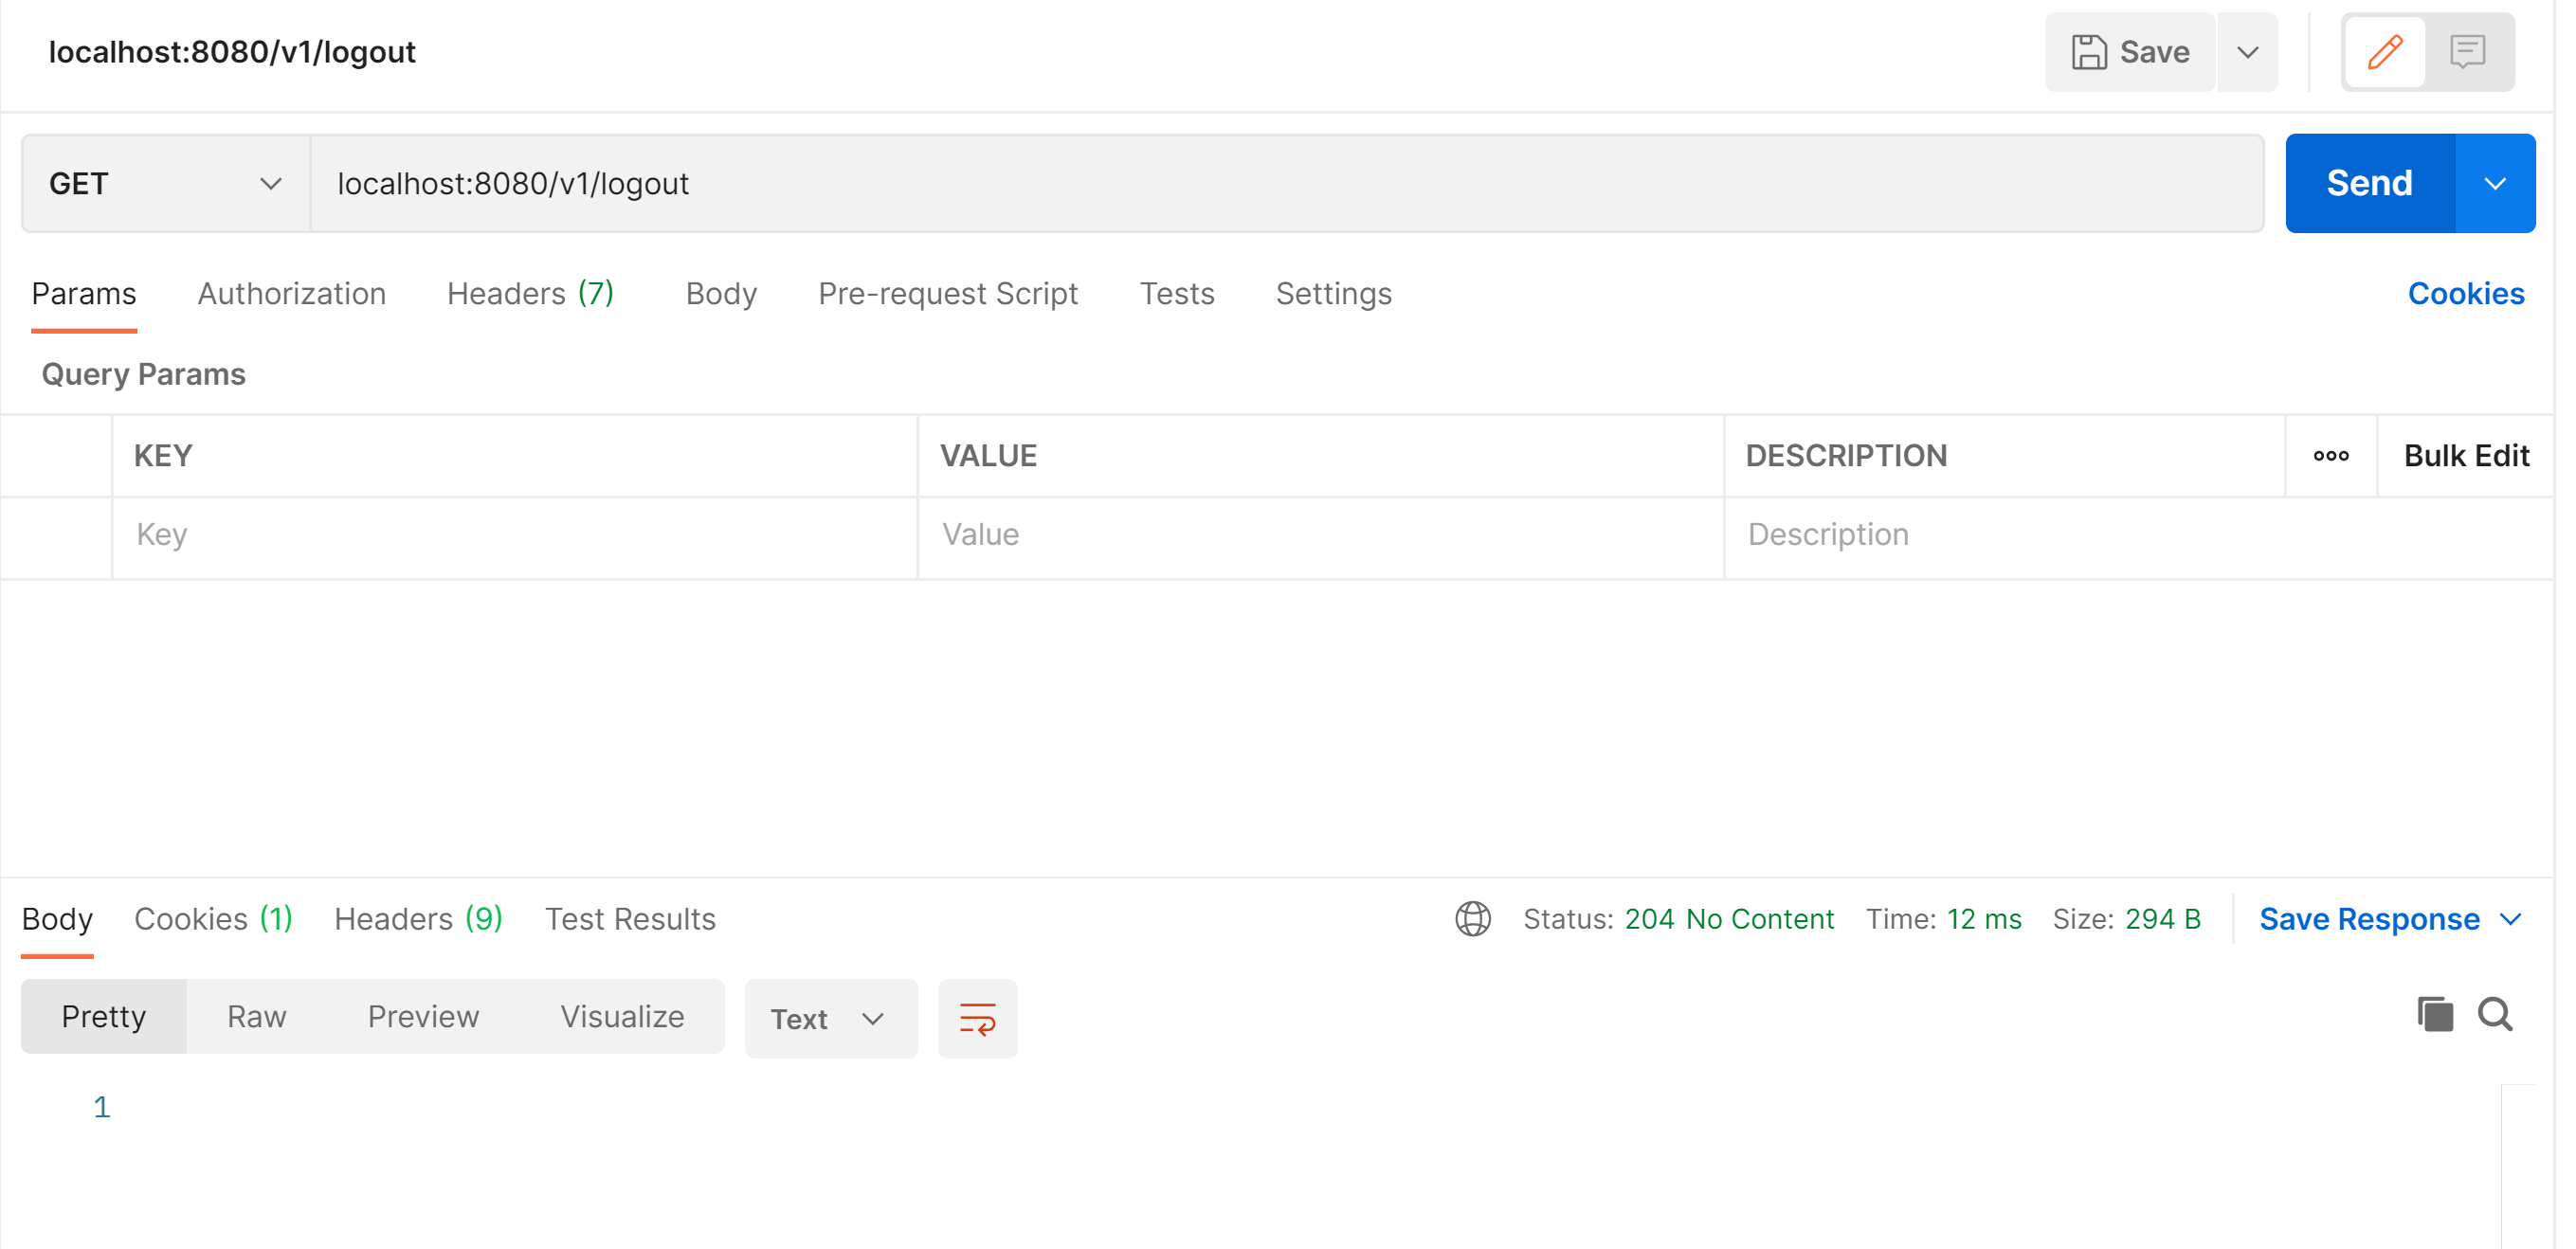 localhost:8080/v1/logout
Save
GET
localhost:8080/v1/logout
Send
Params Authorization Headers (7) Body Pre-request Script Tests Settings Cookies
Query Params
KEY VALUE DESCRIPTION ooo Bulk Edit
Key Value Description
Body Cookies (1) Headers (9) Test Results Status: 204 No Content Time: 12 ms Size: 294 B Save Response
Pretty Raw Preview Visualize Text
1